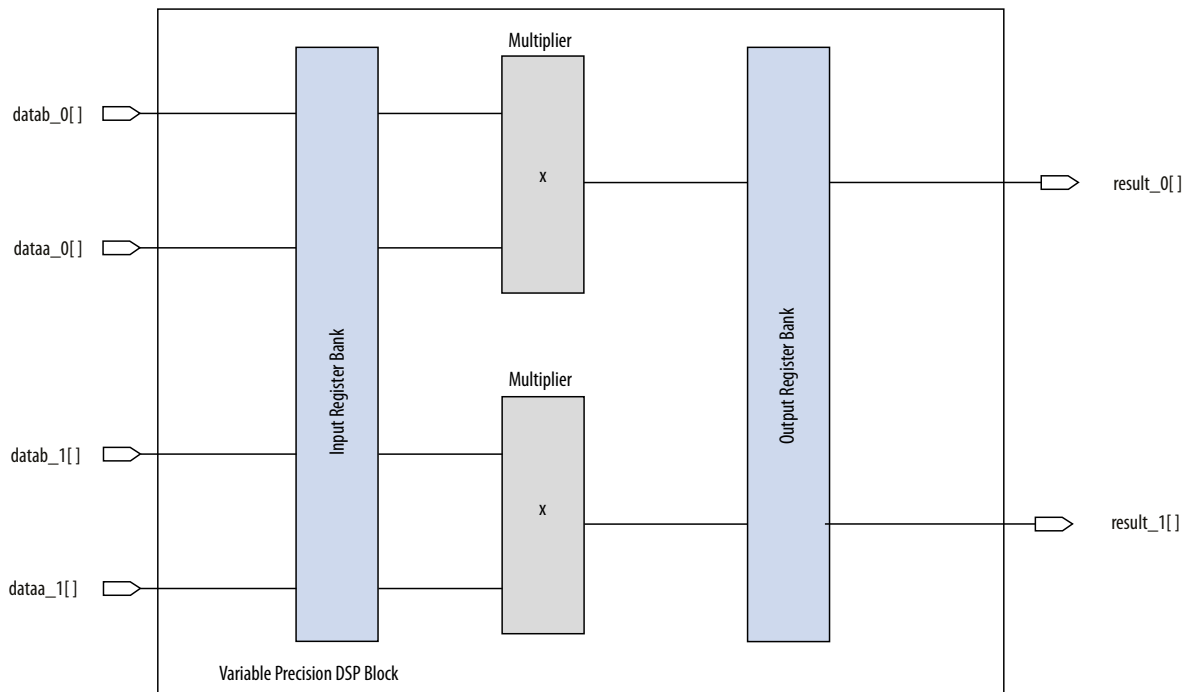 Multiplier
datab_0[ ]
x
result_0[ ]
dataa_0[ ]
Input Register Bank
Output Register Bank
Multiplier
datab_1[ ]
x
result_1[ ]
dataa_1[ ]
Variable Precision DSP Block